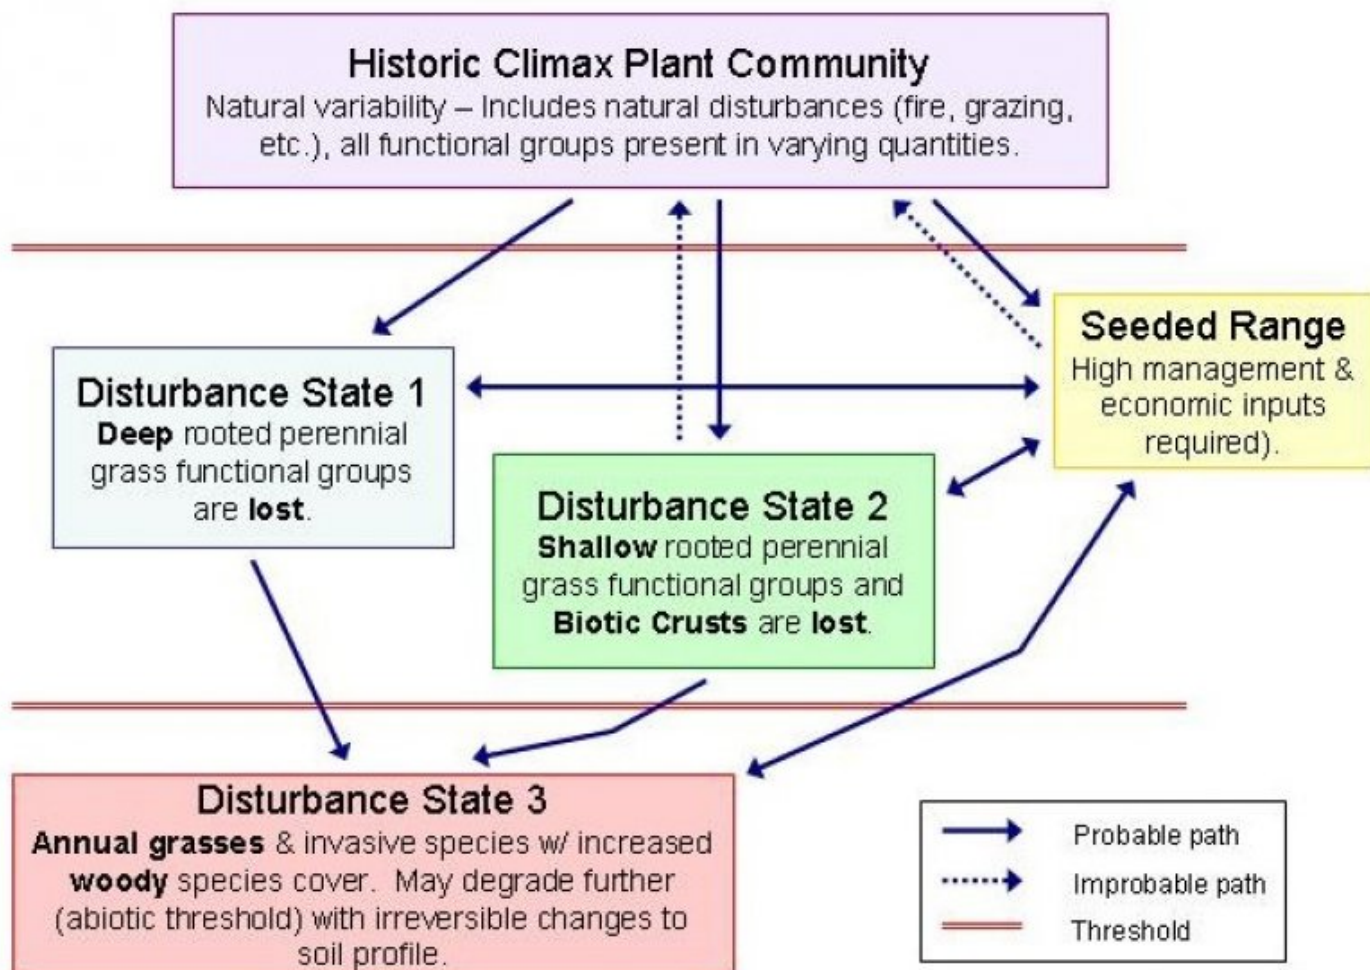 Historic Climax Plant Community
Natural variability – Includes natural disturbances (fire, grazing,
etc.), all functional groups present in varying quantities.
Seeded Range
High management &
economic inputs
required).
Disturbance State 1
Deep rooted perennial
grass functional groups
are lost.
Disturbance State 2
Shallow rooted perennial
grass functional groups and
Biotic Crusts are lost.
Disturbance State 3
Annual grasses & invasive species w/ increased
woody species cover. May degrade further
(abiotic threshold) with irreversible changes to
soil profile.
Probable path
Improbable path
Threshold